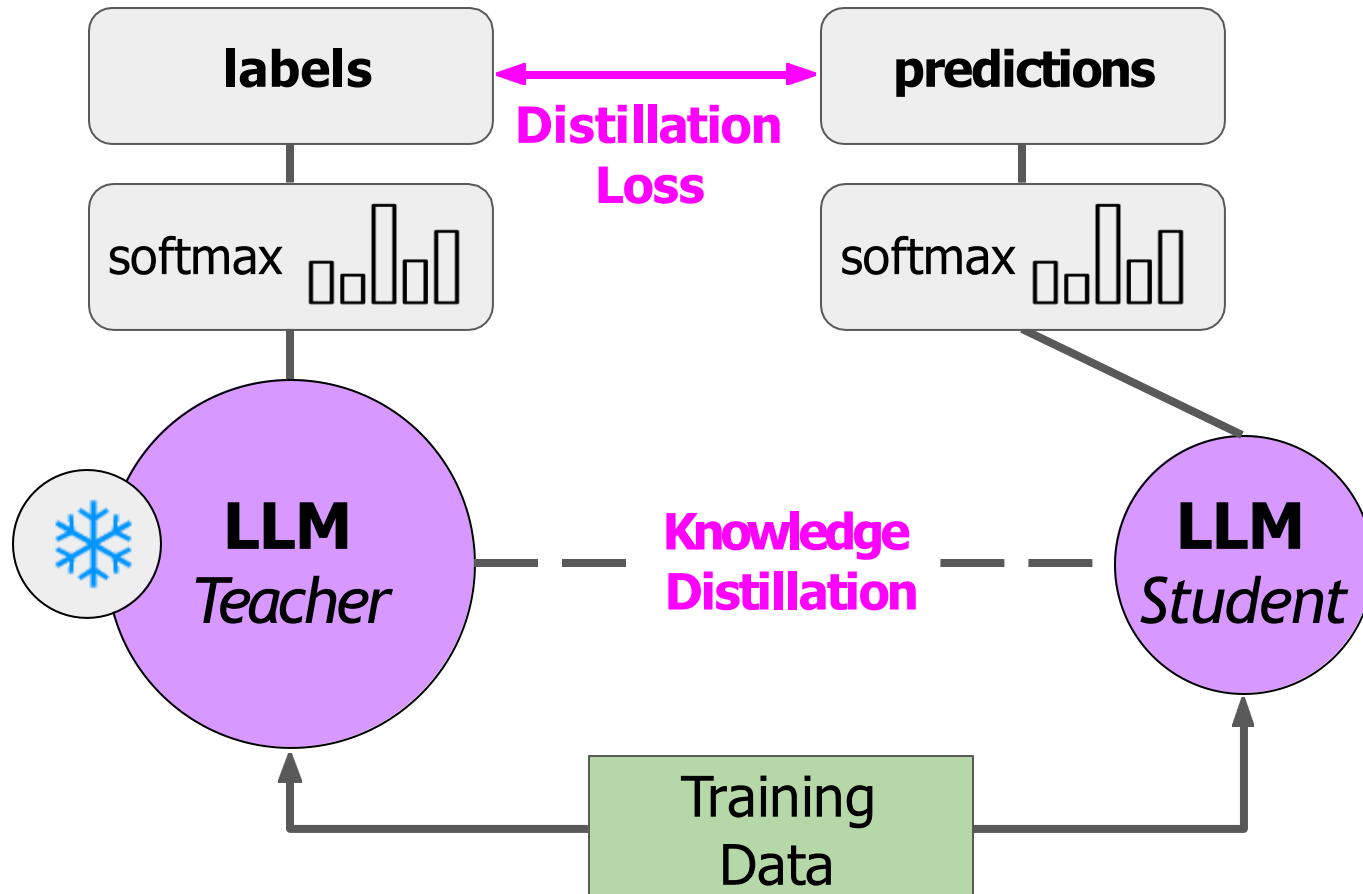 labels
predictions
Distillation
Loss
softmax
softmax
LLM
Teacher
Knowledge
Distillation
LLM
Student
Training
Data